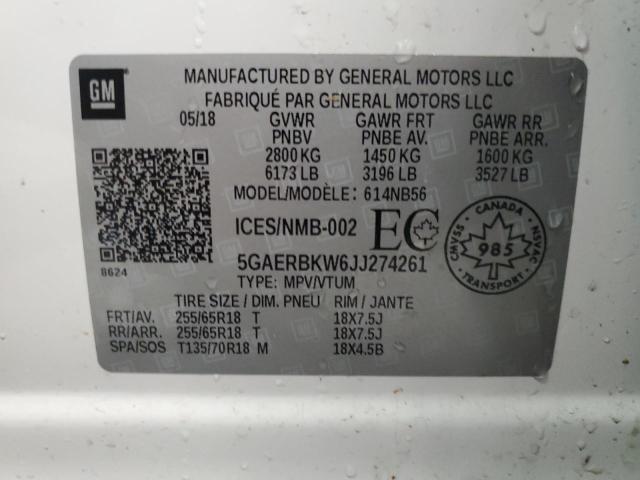 GM
MANUFACTURED BY GENERAL MOTORS LLC
FABRIQUÉ PAR GENERAL MOTORS LLC
05/18 GVWR GAWR FRT GAWR RR
PNBV PNBE AV. PNBE ARR.
2800 KG 1450 KG 1600 KG
6173 LB 3196 LB 3527 LB
MODEL/MODÈLE: 614NB56
ICES/NMB-002 EC
CANADA
CMVSS 985 NSVAC
CANADA
8624
5GAERBKW6JJ274261
TYPE: MPV/VTUM
TIRE SIZE / DIM. PNEU RIM / JANTE
FRT/AV. 255/65R18 T 18X7.5J
RR/ARR. 255/65R18 T 18X7.5J
SPA/SOS T135/70R18 M 18X4.5B